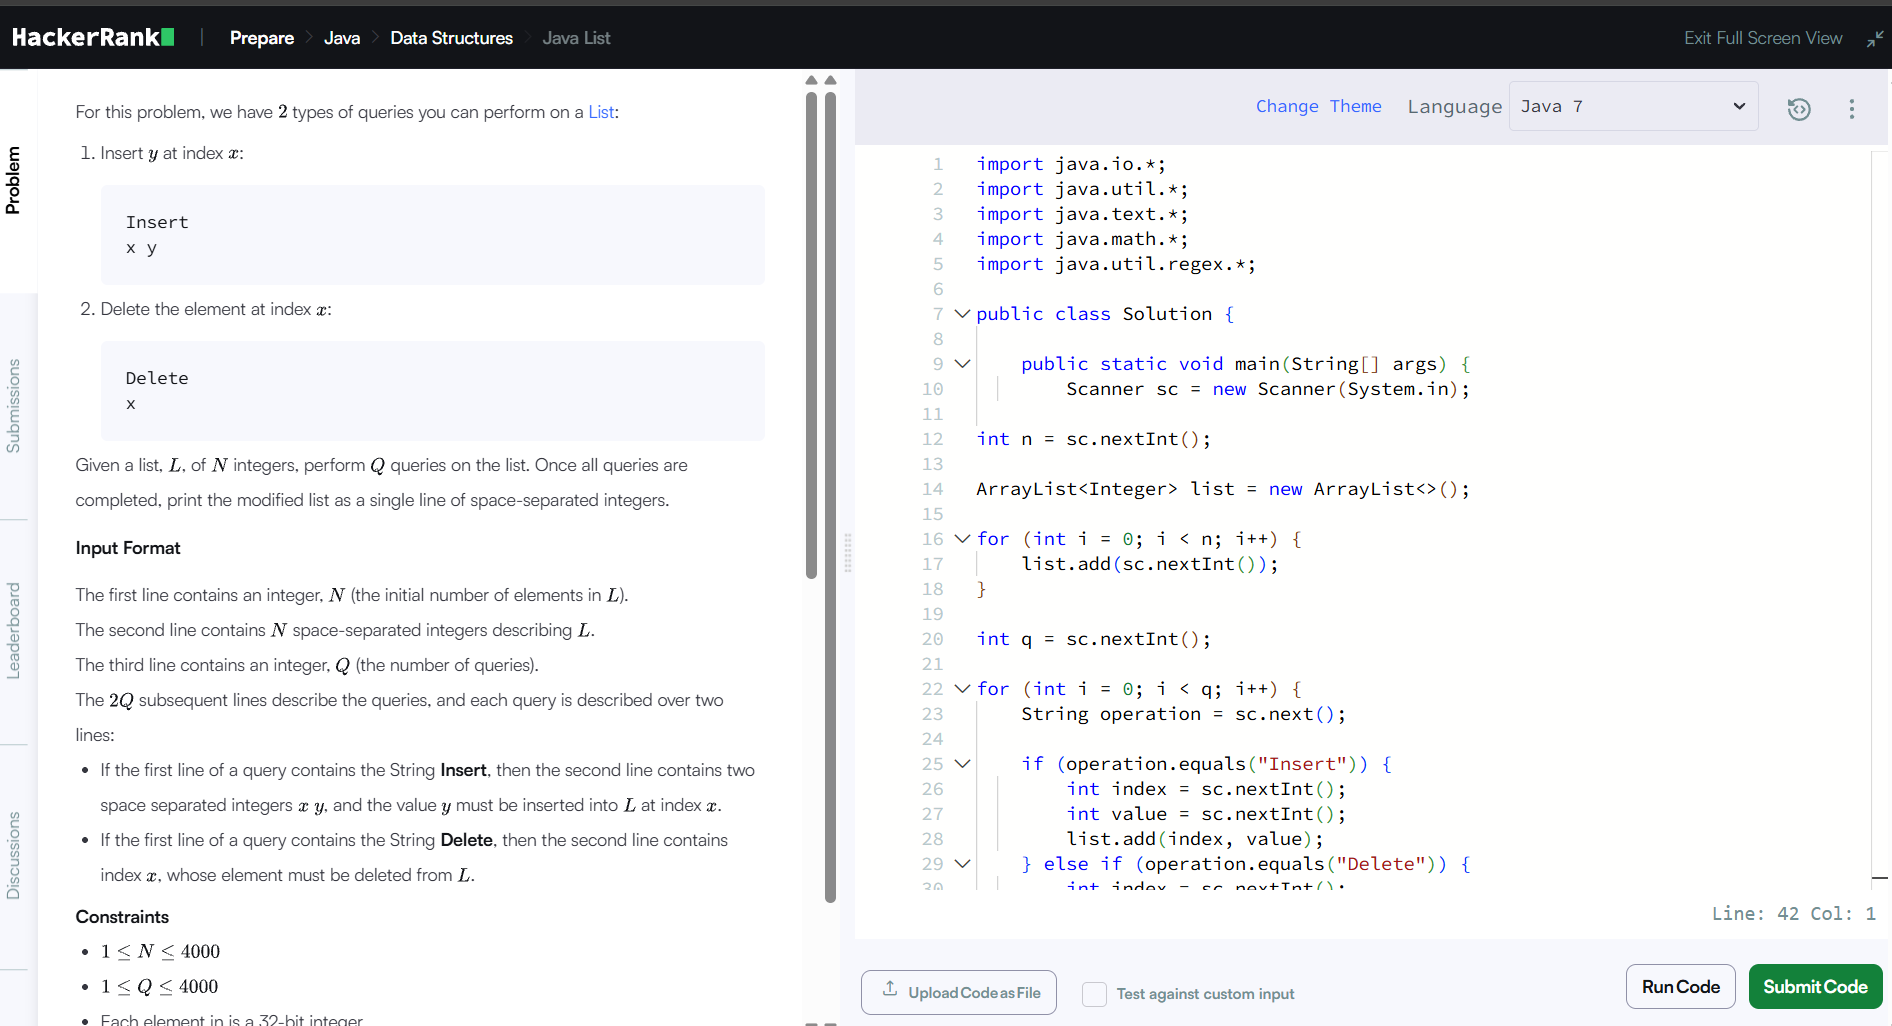 HackerRank | Prepare > Java > Data Structures > Java List
Exit Full Screen View
Problem
Submissions
Leaderboard
Discussions
For this problem, we have 2 types of queries you can perform on a List:
1. Insert y at index x:
Insert
x y
2. Delete the element at index x:
Delete
x
Given a list, L, of N integers, perform Q queries on the list. Once all queries are
completed, print the modified list as a single line of space-separated integers.
Input Format
The first line contains an integer, N (the initial number of elements in L).
The second line contains N space-separated integers describing L.
The third line contains an integer, Q (the number of queries).
The 2Q subsequent lines describe the queries, and each query is described over two
lines:
• If the first line of a query contains the String Insert, then the second line contains two
space separated integers x y, and the value y must be inserted into L at index x.
• If the first line of a query contains the String Delete, then the second line contains
index x, whose element must be deleted from L.
Constraints
• 1 ≤ N ≤ 4000
• 1 ≤ Q ≤ 4000
• Each element in is a 32-bit integer
Change Theme Language Java 7
1 import java.io.*;
2 import java.util.*;
3 import java.text.*;
4 import java.math.*;
5 import java.util.regex.*;
6
7 public class Solution {
8
9     public static void main(String[] args) {
10         Scanner sc = new Scanner(System.in);
11
12 int n = sc.nextInt();
13
14 ArrayList<Integer> list = new ArrayList<>();
15
16 for (int i = 0; i < n; i++) {
17     list.add(sc.nextInt());
18 }
19
20 int q = sc.nextInt();
21
22 for (int i = 0; i < q; i++) {
23     String operation = sc.next();
24
25     if (operation.equals("Insert")) {
26         int index = sc.nextInt();
27         int value = sc.nextInt();
28         list.add(index, value);
29     } else if (operation.equals("Delete")) {
30         int index = sc.nextInt();
Line: 42 Col: 1
Upload Code as File
Test against custom input
Run Code
Submit Code